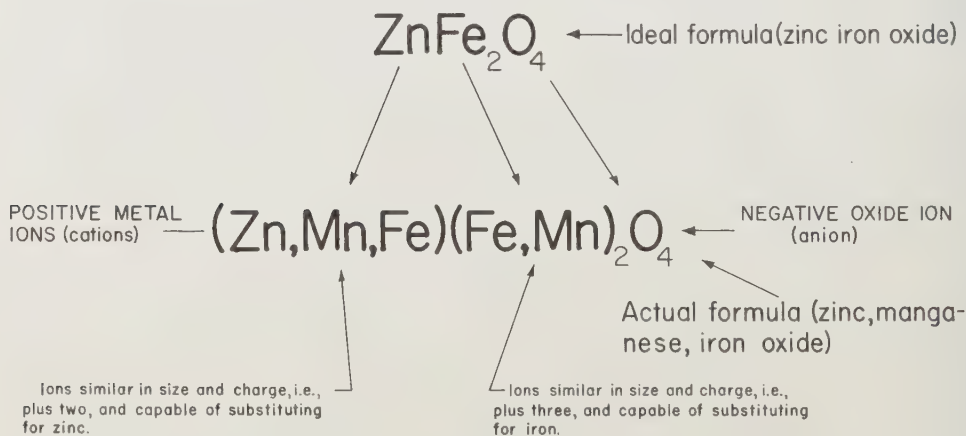 ZnFe₂O₄
Ideal formula(zinc iron oxide)
POSITIVE METAL
IONS (cations)
(Zn,Mn,Fe)(Fe,Mn)₂O₄
NEGATIVE OXIDE ION
(anion)
Actual formula (zinc,manga-
nese, iron oxide)
Ions similar in size and charge,i.e.,
plus two, and capable of substituting
for zinc.
Ions similar in size and charge, i.e.,
plus three, and capable of substituting
for iron.